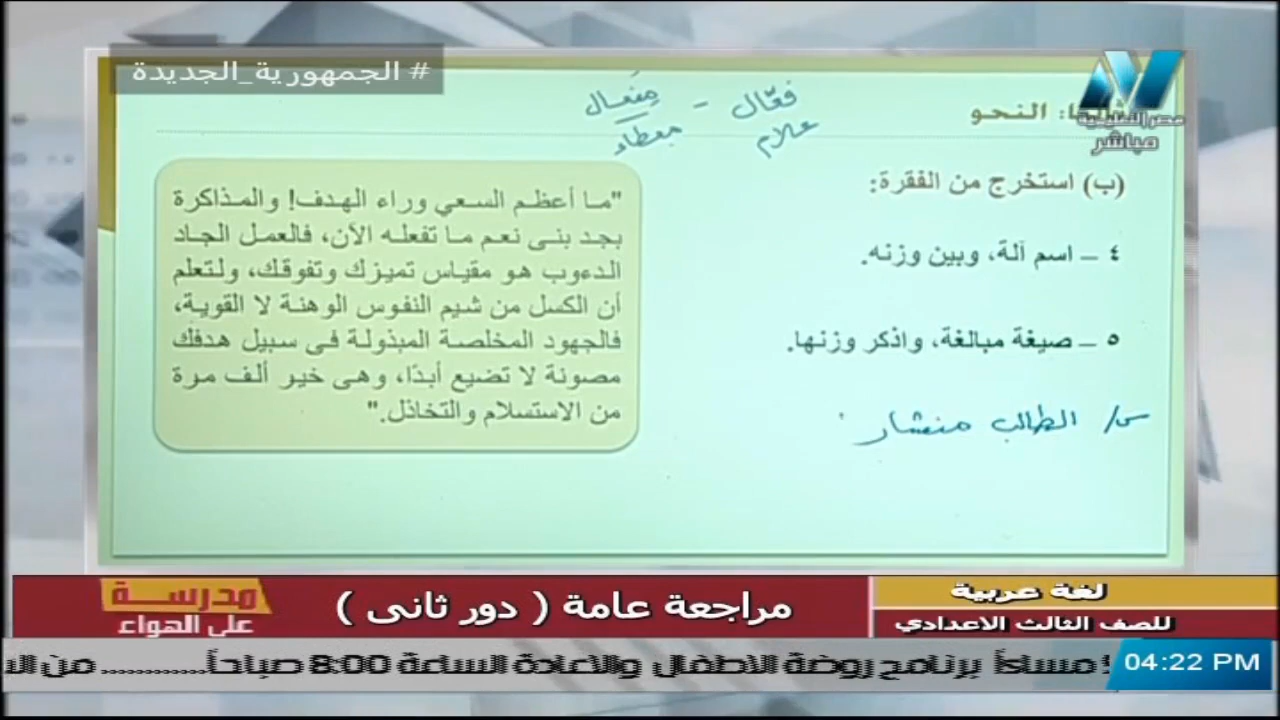 # الجمهورية_الجديدة
مصر التعليمية
مباشر
ثالثا: النحو
فعّال - مِفعال
علام معطاء
(ب) استخرج من الفقرة:
٤ – اسم آلة، وبين وزنه.
٥ – صيغة مبالغة، واذكر وزنها.
س/ الطالب منشار
"ما أعظم السعي وراء الهدف! والمذاكرة
بجد بنى نعم ما تفعله الآن، فالعمل الجاد
الدءوب هو مقياس تميزك وتفوقك، ولتعلم
أن الكسل من شيم النفوس الوهنة لا القوية،
فالجهود المخلصة المبذولة فى سبيل هدفك
مصونة لا تضيع أبدًا، وهى خير ألف مرة
من الاستسلام والتخاذل."
لغة عربية
للصف الثالث الاعدادي
مراجعة عامة ( دور ثانى )
مدرسة
على الهواء
مساءاً برنامج روضة الاطفال والاعادة الساعة 8:00 صباحاً............ من
04:22 PM